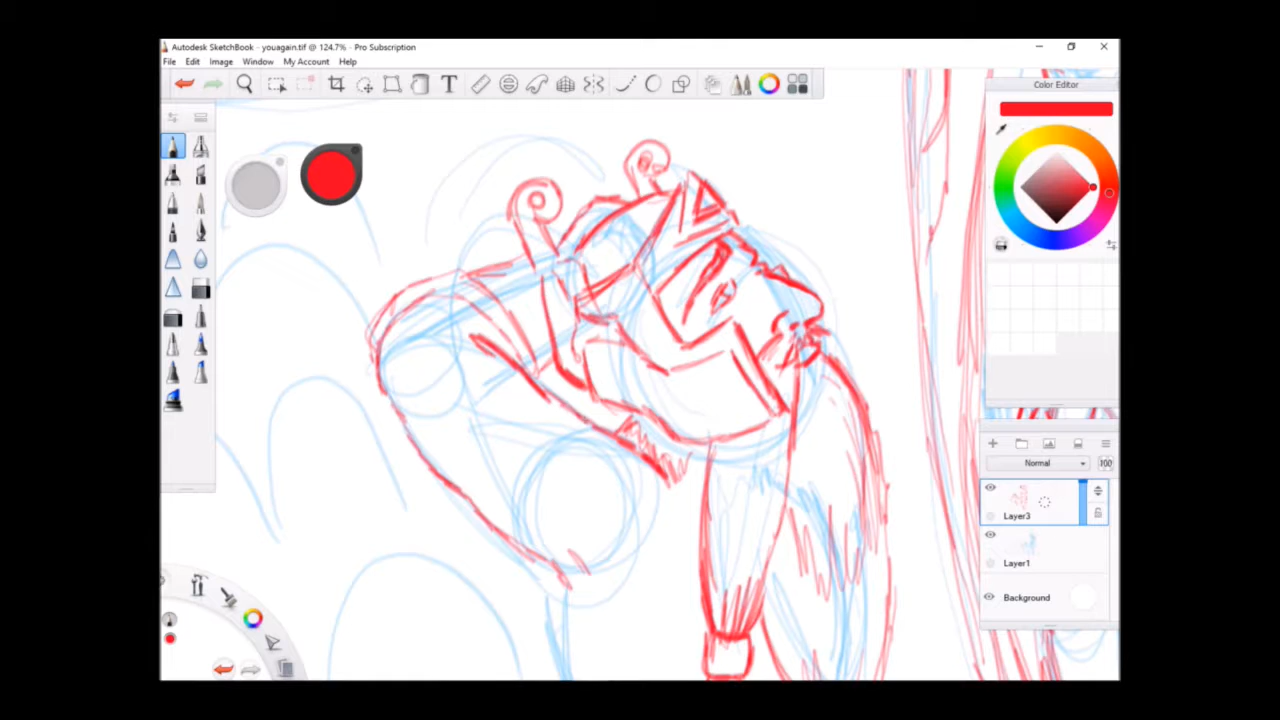 Autodesk SketchBook - youagain.tif @ 124.7% - Pro Subscription
File Edit Image Window My Account Help
T
Color Editor
Normal 100
Layer3
Layer1
Background